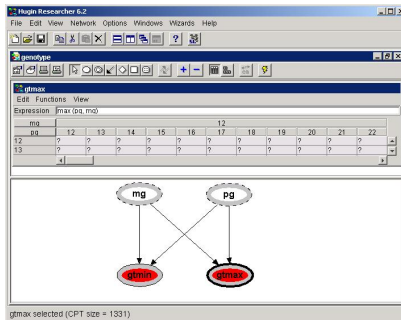 Hugin Researcher 6.2
File Edit View Network Options Windows Wizards Help
genotype
gtmax
Edit Functions View
Expression max (pg, mg)
mg 12
pg 12 13 14 15 16 17 18 19 20 21 22
12 ? ? ? ? ? ? ? ? ? ? ?
13 ? ? ? ? ? ? ? ? ? ? ?
mg pg
gtmin gtmax
gtmax selected (CPT size = 1331)